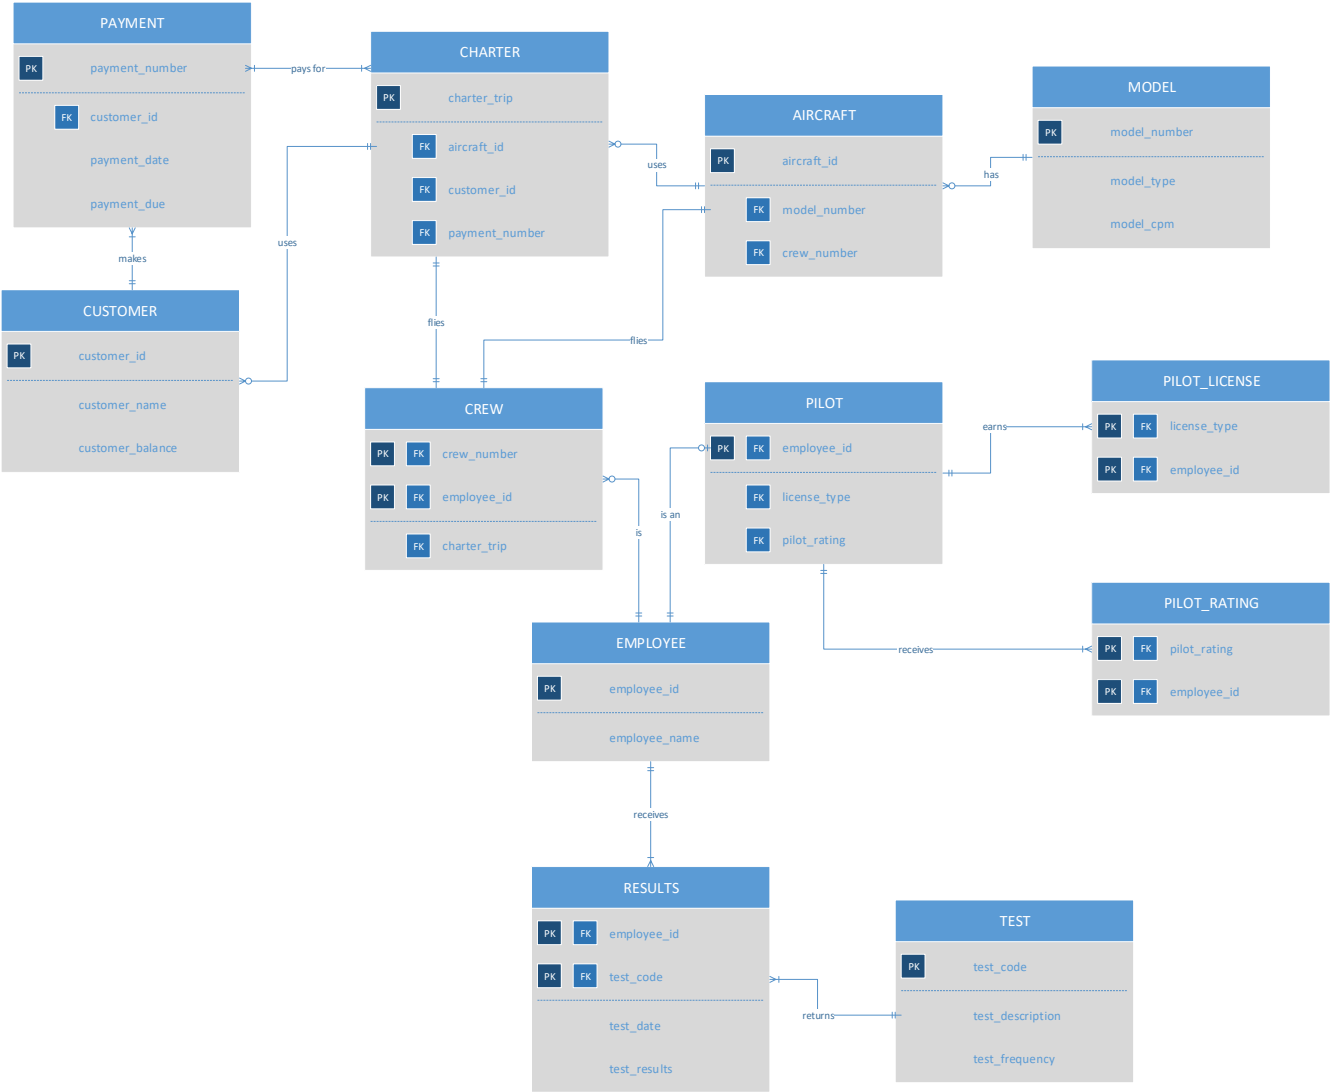 PAYMENT
PK payment_number
FK customer_id
payment_date
payment_due
pays for
CHARTER
PK charter_trip
FK aircraft_id
FK customer_id
FK payment_number
uses
AIRCRAFT
PK aircraft_id
FK model_number
FK crew_number
has
MODEL
PK model_number
model_type
model_cpm
makes
uses
CUSTOMER
PK customer_id
customer_name
customer_balance
flies
flies
CREW
PK FK crew_number
PK FK employee_id
FK charter_trip
is
is an
PILOT
PK FK employee_id
FK license_type
FK pilot_rating
earns
PILOT_LICENSE
PK FK license_type
PK FK employee_id
receives
PILOT_RATING
PK FK pilot_rating
PK FK employee_id
EMPLOYEE
PK employee_id
employee_name
receives
RESULTS
PK FK employee_id
PK FK test_code
test_date
test_results
returns
TEST
PK test_code
test_description
test_frequency